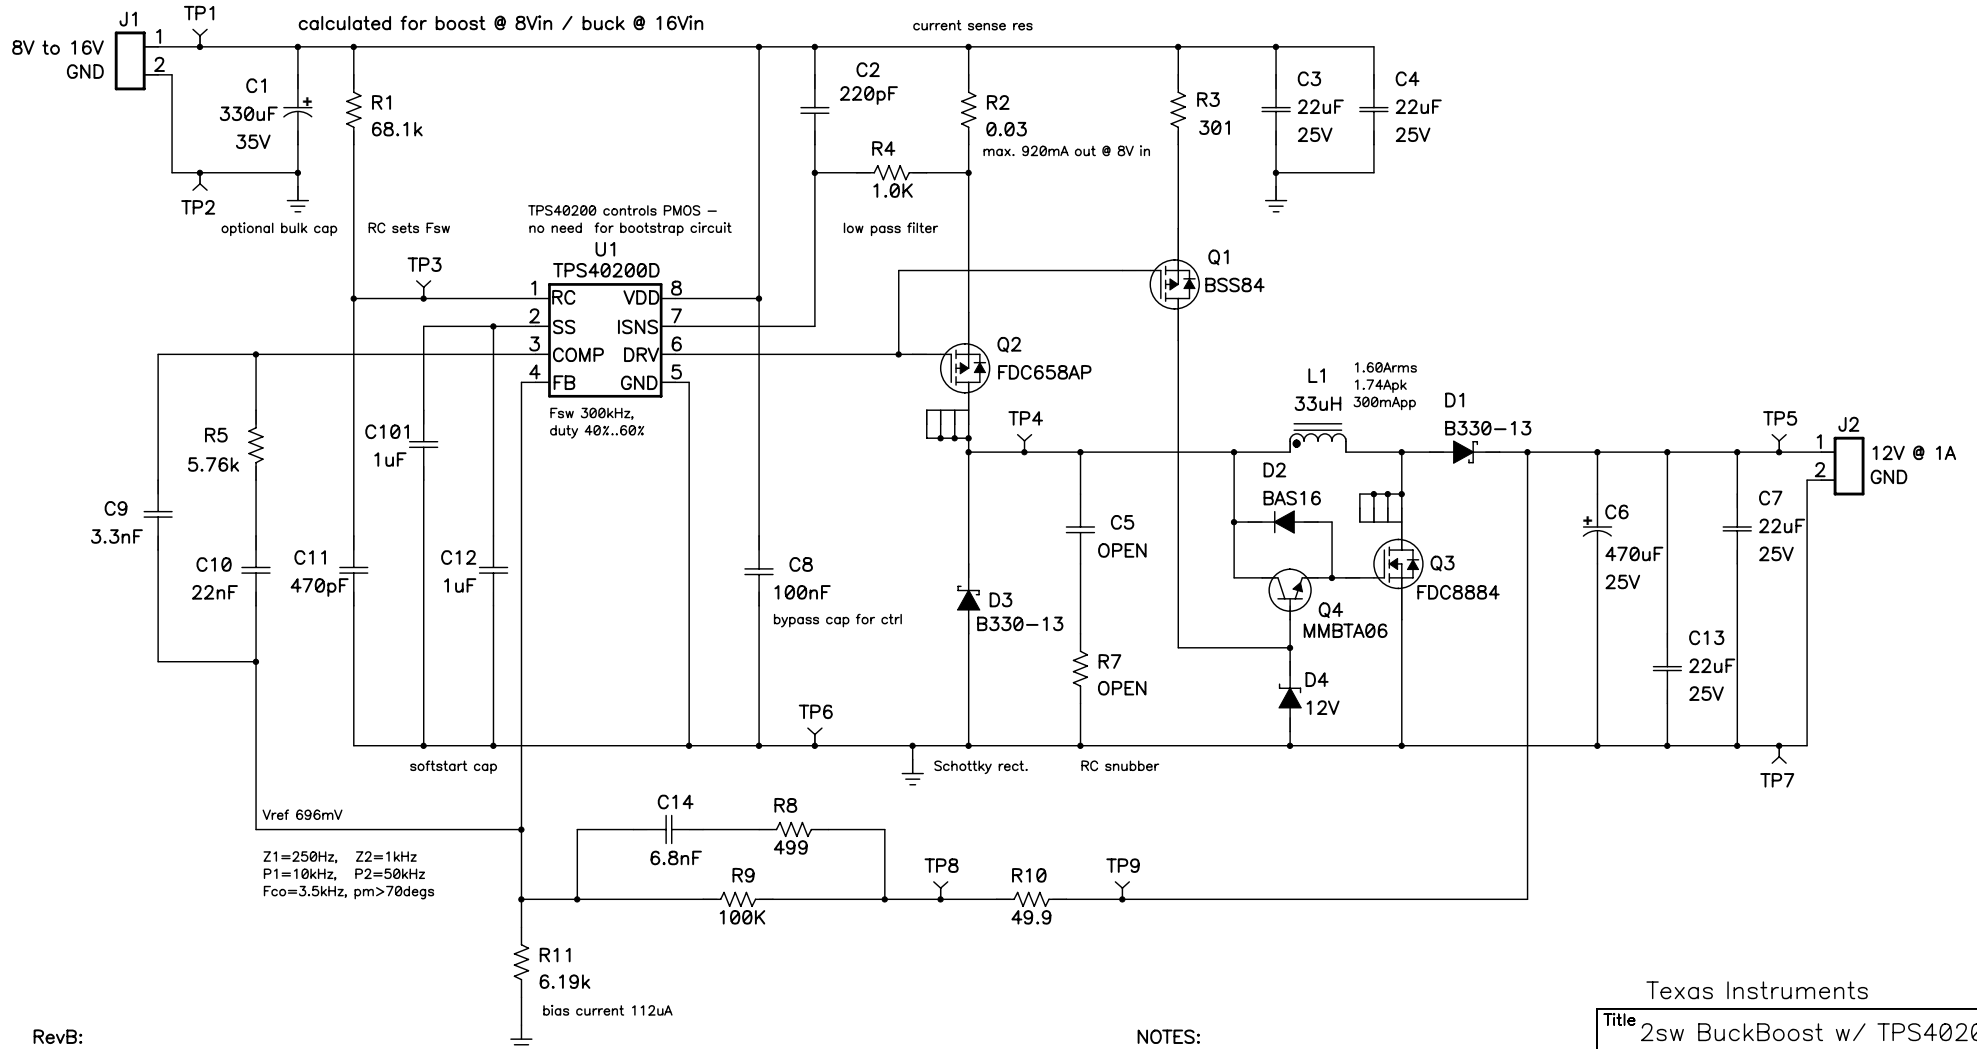 J1
TP1
calculated for boost @ 8Vin / buck @ 16Vin
current sense res
8V to 16V
1
GND
2
C1
330uF
35V
+
R1
68.1k
C2
220pF
R2
0.03
max. 920mA out @ 8V in
R3
301
C3
22uF
25V
C4
22uF
25V
R4
1.0K
TP2
optional bulk cap
RC sets Fsw
TPS40200 controls PMOS –
no need for bootstrap circuit
low pass filter
U1
TPS40200D
TP3
1
RC
VDD
8
2
SS
ISNS
7
3
COMP
DRV
6
4
FB
GND
5
Fsw 300kHz,
duty 40%..60%
Q1
BSS84
Q2
FDC658AP
TP4
L1
33uH
1.60Arms
1.74Apk
300mApp
D1
B330-13
TP5
J2
1
12V @ 1A
2
GND
R5
5.76k
C101
1uF
D2
BAS16
C9
3.3nF
C10
22nF
C11
470pF
C12
1uF
C8
100nF
bypass cap for ctrl
D3
B330-13
C5
OPEN
R7
OPEN
Q4
MMBTA06
Q3
FDC8884
D4
12V
+
C6
470uF
25V
C7
22uF
25V
C13
22uF
25V
TP6
softstart cap
Schottky rect.
RC snubber
TP7
Vref 696mV
Z1=250Hz, Z2=1kHz
P1=10kHz, P2=50kHz
Fco=3.5kHz, pm>70degs
C14
6.8nF
R8
499
R9
100K
TP8
R10
49.9
TP9
R11
6.19k
bias current 112uA
RevB:
NOTES:
Texas Instruments
Title
2sw BuckBoost w/ TPS4020